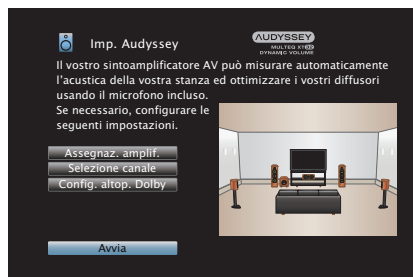 Imp. Audyssey
AUDYSSEY
MULTEQ XT32
DYNAMIC VOLUME
Il vostro sintoamplificatore AV può misurare automaticamente
l'acustica della vostra stanza ed ottimizzare i vostri diffusori
usando il microfono incluso.
Se necessario, configurare le
seguenti impostazioni.
Assegnaz. amplif.
Selezione canale
Config. altop. Dolby
Avvia